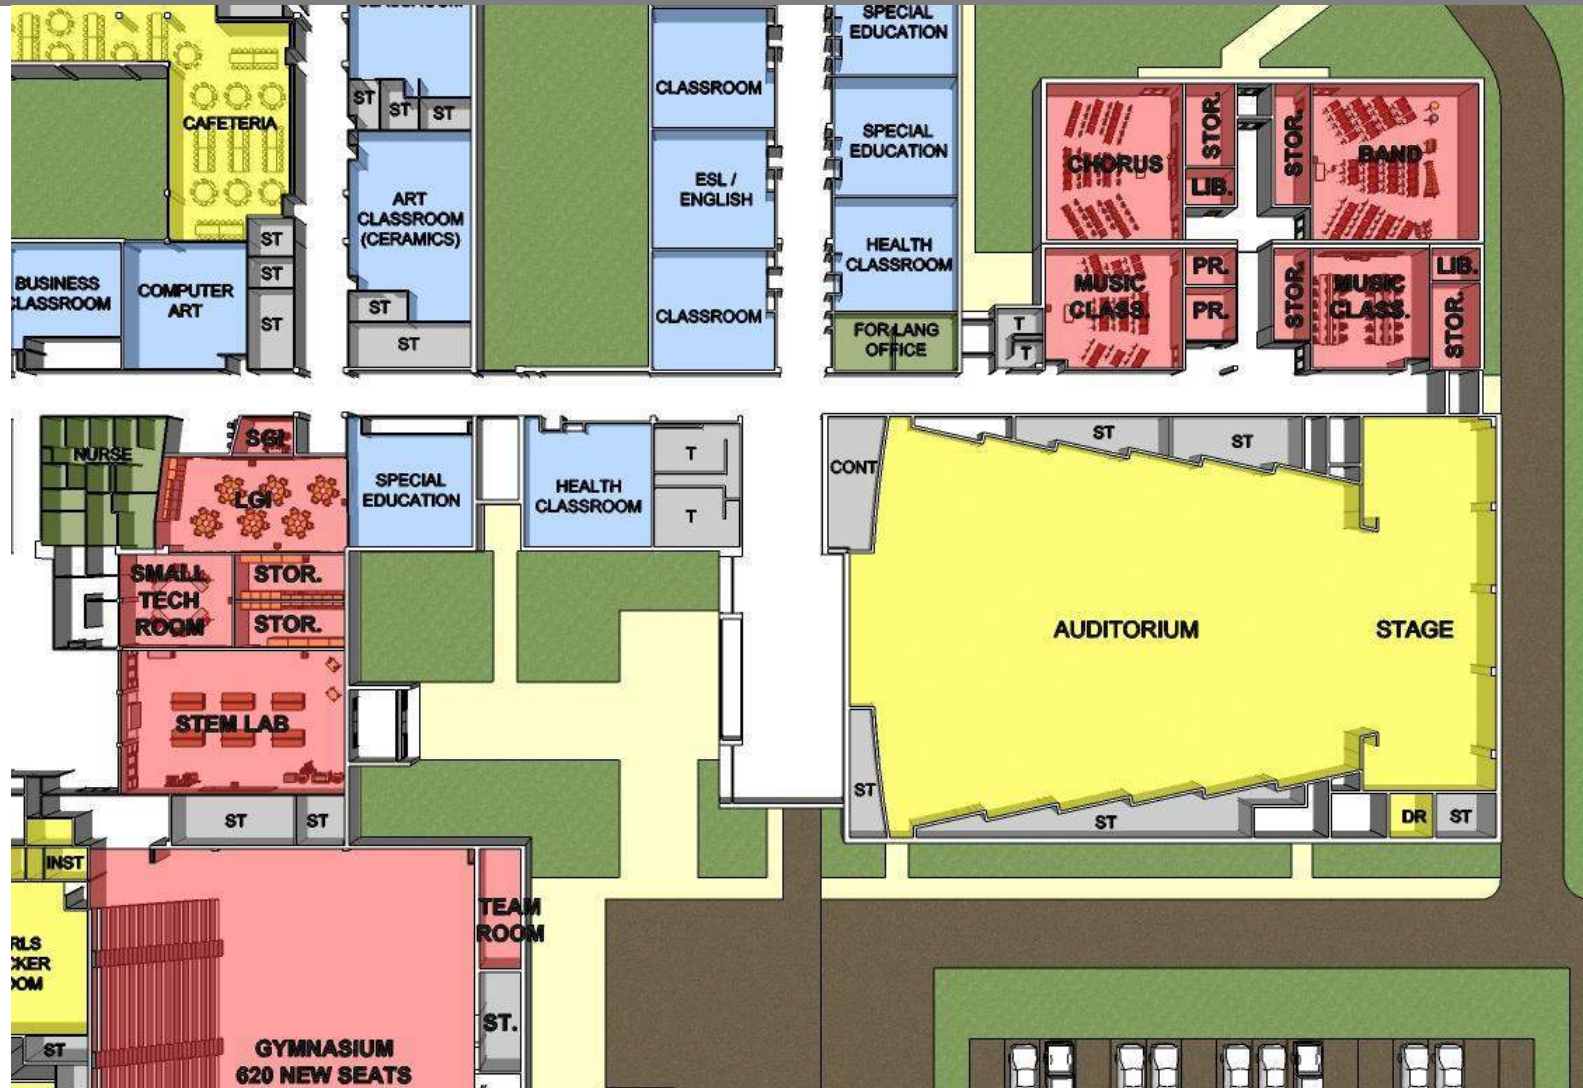 SPECIAL
EDUCATION
CLASSROOM
CAFETERIA
ST
ST
ST
SPECIAL
EDUCATION
CHORUS
STOR.
STOR.
BAND
LIB.
ART
CLASSROOM
(CERAMICS)
ESL /
ENGLISH
ST
ST
ST
HEALTH
CLASSROOM
BUSINESS
CLASSROOM
COMPUTER
ART
ST
ST
CLASSROOM
FOR LANG
OFFICE
T
T
MUSIC
CLASS.
PR.
PR.
STOR.
MUSIC
CLASS.
LIB.
STOR.
NURSE
SGI
LGI
SPECIAL
EDUCATION
HEALTH
CLASSROOM
T
T
CONT
ST
ST
SMALL
TECH
ROOM
STOR.
STOR.
AUDITORIUM
STAGE
STEM LAB
ST
ST
ST
ST
DR
ST
INST
TEAM
ROOM
RLS
CKER
OOM
ST
ST.
GYMNASIUM
620 NEW SEATS